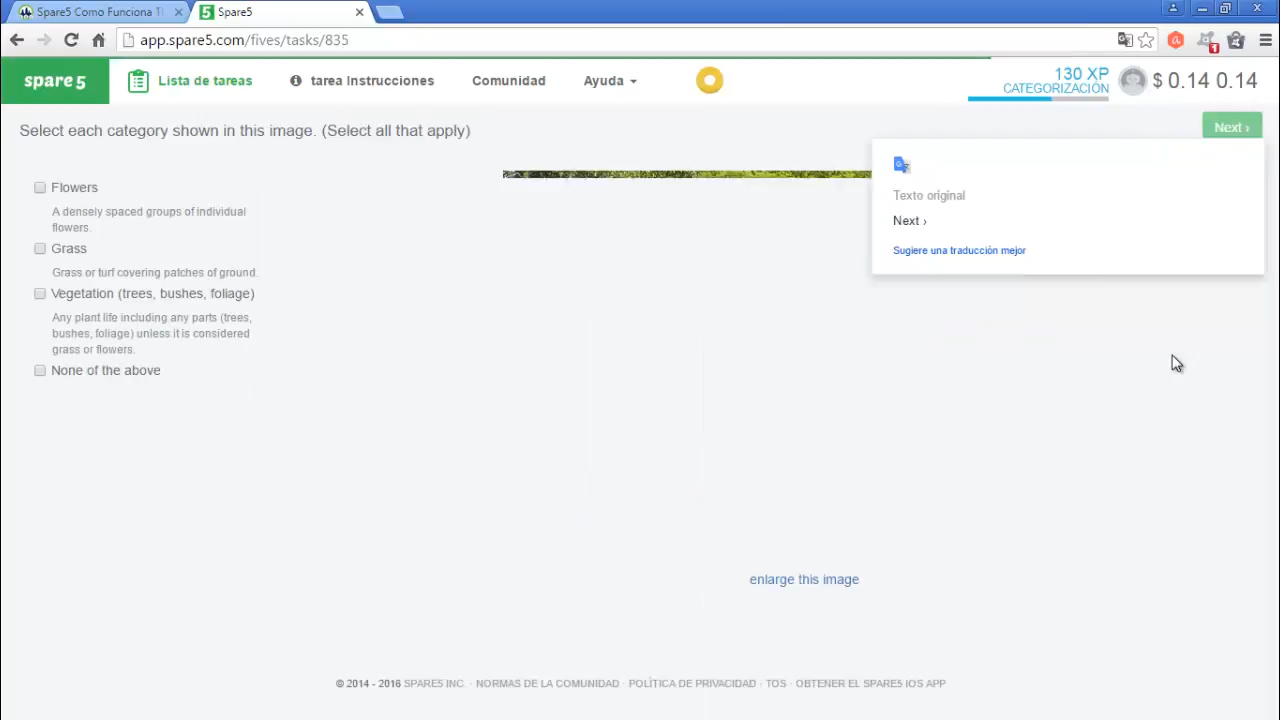 Spare5 Como Funciona Tl
Spare5
app.spare5.com/fives/tasks/835
1
spare5
Lista de tareas
tarea Instrucciones
Comunidad
Ayuda
130 XP
CATEGORIZACIÓN
$ 0.14 0.14
Select each category shown in this image. (Select all that apply)
Next ›
Flowers
A densely spaced groups of individual
flowers.
Grass
Grass or turf covering patches of ground.
Vegetation (trees, bushes, foliage)
Any plant life including any parts (trees,
bushes, foliage) unless it is considered
grass or flowers.
None of the above
Texto original
Next ›
Sugiere una traducción mejor
enlarge this image
© 2014 - 2016 SPARE5 INC. · NORMAS DE LA COMUNIDAD · POLÍTICA DE PRIVACIDAD · TOS · OBTENER EL SPARE5 IOS APP